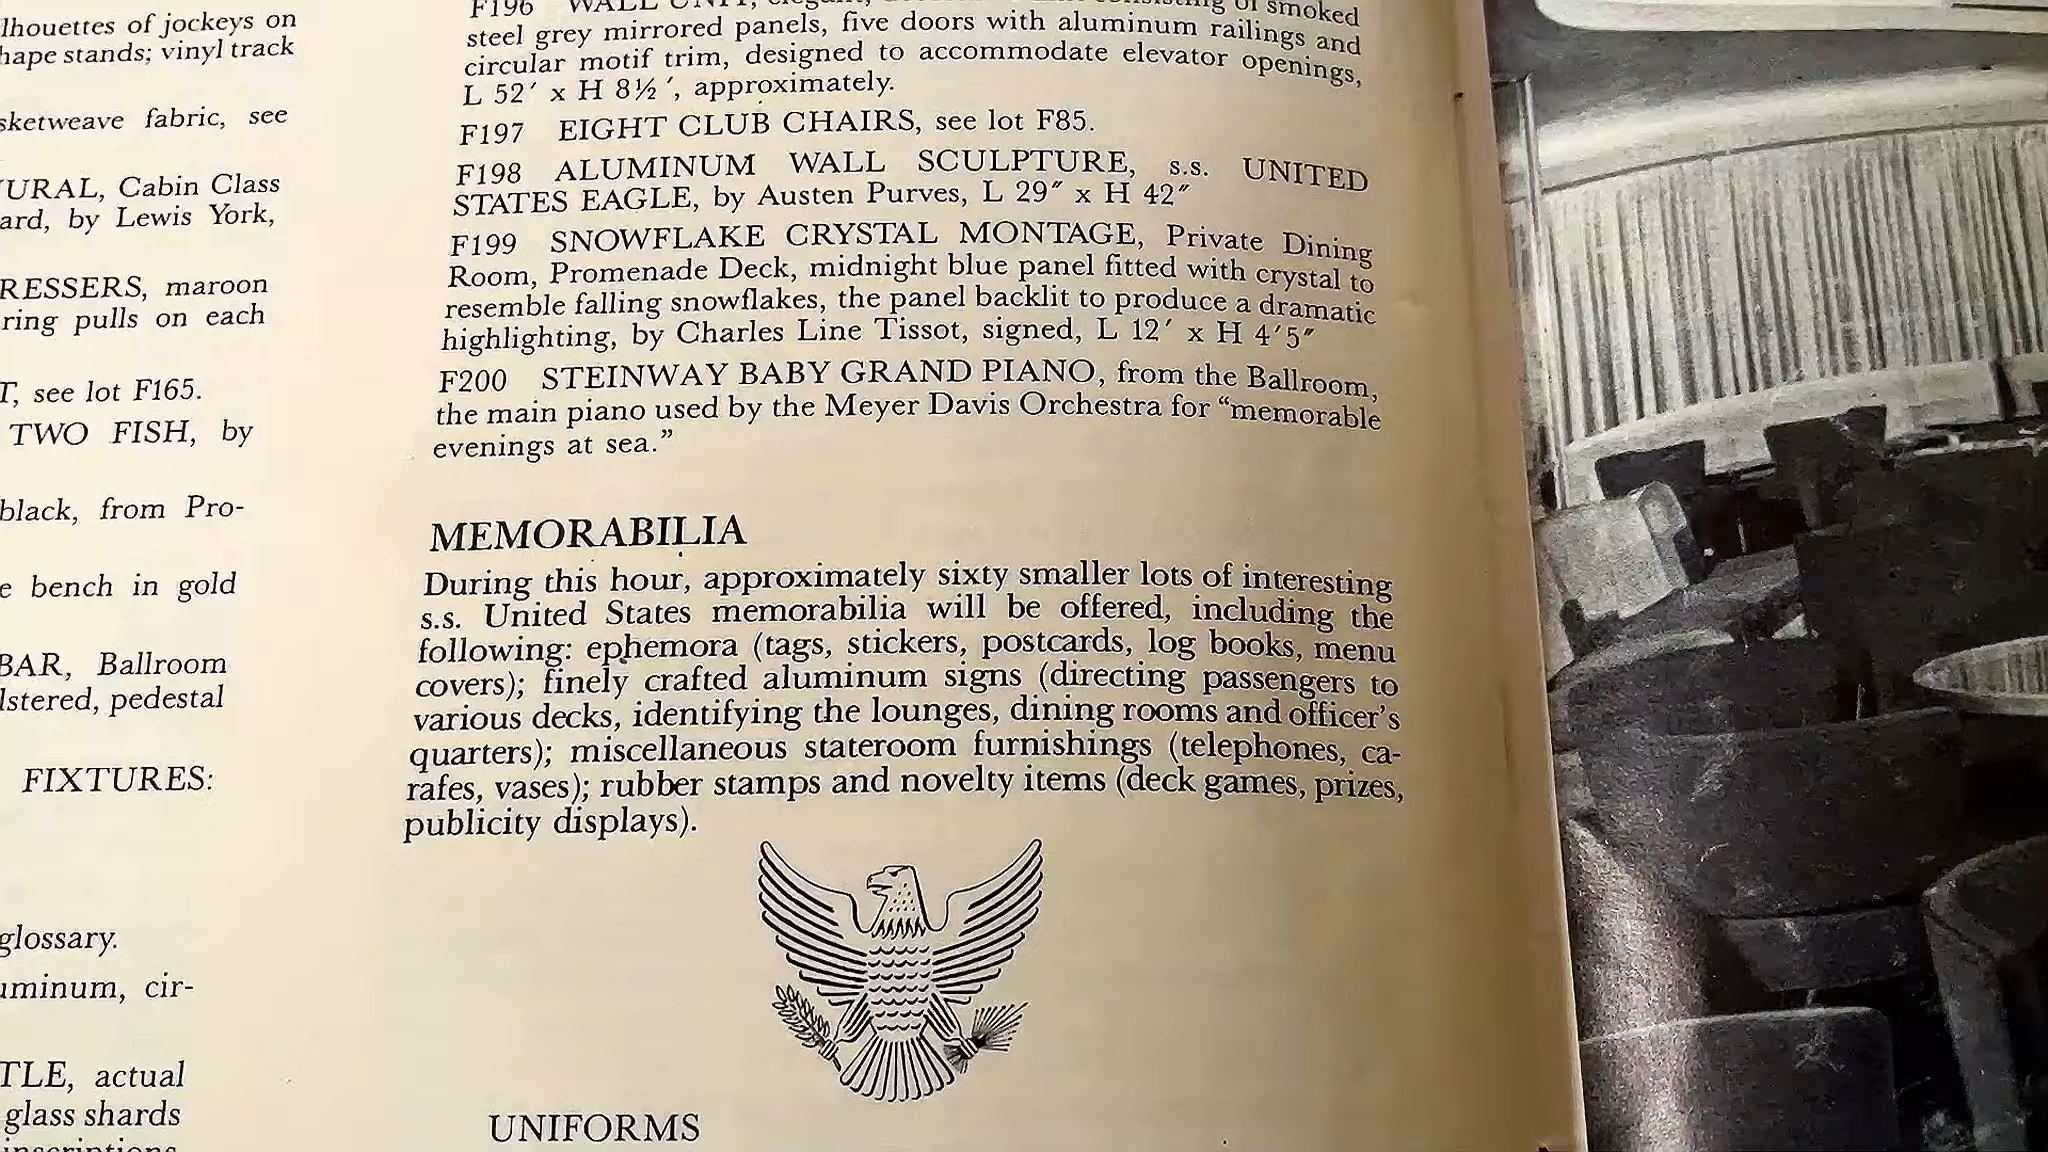 lhouettes of jockeys on
hape stands; vinyl track
sketweave fabric, see
URAL, Cabin Class
ard, by Lewis York,
RESSERS, maroon
ring pulls on each
T, see lot F165.
TWO FISH, by
black, from Pro-
e bench in gold
BAR, Ballroom
lstered, pedestal
FIXTURES:
glossary.
uminum, cir-
TLE, actual
glass shards
inscriptions
F196 WALL UNIT, elegant, consisting of smoked
steel grey mirrored panels, five doors with aluminum railings and
circular motif trim, designed to accommodate elevator openings,
L 52′ x H 8½′, approximately.
F197 EIGHT CLUB CHAIRS, see lot F85.
F198 ALUMINUM WALL SCULPTURE, s.s. UNITED
STATES EAGLE, by Austen Purves, L 29″ x H 42″
F199 SNOWFLAKE CRYSTAL MONTAGE, Private Dining
Room, Promenade Deck, midnight blue panel fitted with crystal to
resemble falling snowflakes, the panel backlit to produce a dramatic
highlighting, by Charles Line Tissot, signed, L 12′ x H 4′5″
F200 STEINWAY BABY GRAND PIANO, from the Ballroom,
the main piano used by the Meyer Davis Orchestra for “memorable
evenings at sea.”
MEMORABILIA
During this hour, approximately sixty smaller lots of interesting
s.s. United States memorabilia will be offered, including the
following: ephemora (tags, stickers, postcards, log books, menu
covers); finely crafted aluminum signs (directing passengers to
various decks, identifying the lounges, dining rooms and officer’s
quarters); miscellaneous stateroom furnishings (telephones, ca-
rafes, vases); rubber stamps and novelty items (deck games, prizes,
publicity displays).
UNIFORMS